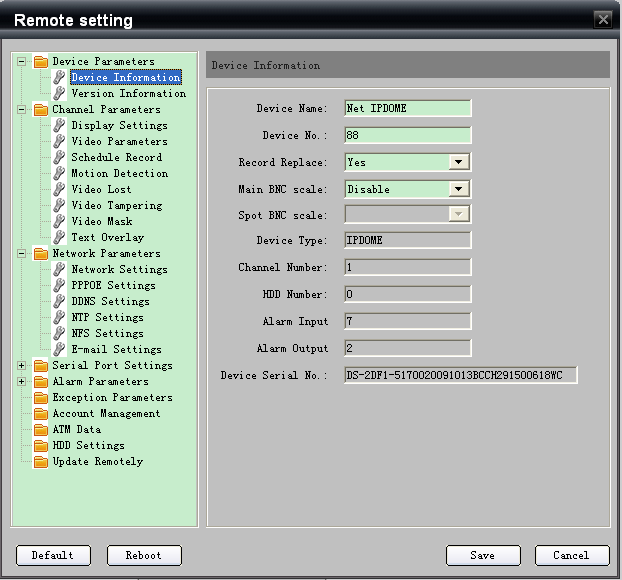 Remote setting
Device Parameters
Device Information
Version Information
Channel Parameters
Display Settings
Video Parameters
Schedule Record
Motion Detection
Video Lost
Video Tampering
Video Mask
Text Overlay
Network Parameters
Network Settings
PPPOE Settings
DDNS Settings
NTP Settings
NFS Settings
E-mail Settings
Serial Port Settings
Alarm Parameters
Exception Parameters
Account Management
ATM Data
HDD Settings
Update Remotely
Device Information
Device Name: Net IPDOME
Device No.: 88
Record Replace: Yes
Main BNC scale: Disable
Spot BNC scale:
Device Type: IPDOME
Channel Number: 1
HDD Number: 0
Alarm Input 7
Alarm Output 2
Device Serial No.: DS-2DF1-5170020091013BCCH291500618WC
Default Reboot Save Cancel